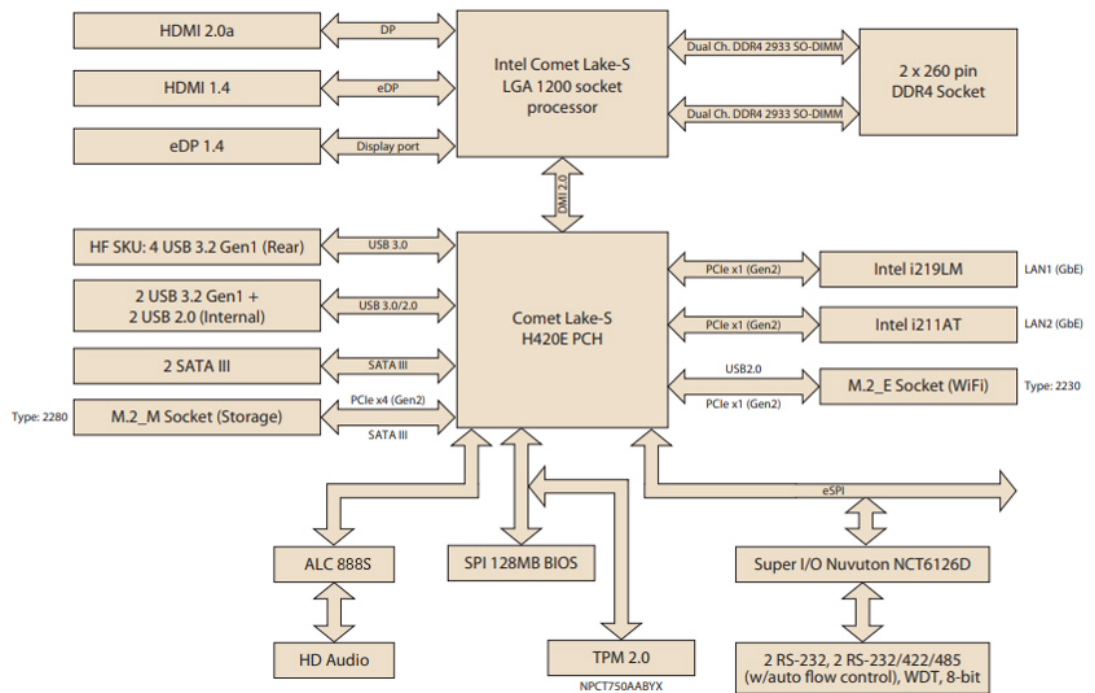 HDMI 2.0a
DP
Intel Comet Lake-S
LGA 1200 socket
processor
Dual Ch. DDR4 2933 SO-DIMM
2 x 260 pin
DDR4 Socket
HDMI 1.4
eDP
Dual Ch. DDR4 2933 SO-DIMM
eDP 1.4
Display port
DMI 2.0
HF SKU: 4 USB 3.2 Gen1 (Rear)
USB 3.0
Comet Lake-S
H420E PCH
PCIe x1 (Gen2)
Intel i219LM
LAN1 (GbE)
2 USB 3.2 Gen1 +
2 USB 2.0 (Internal)
USB 3.0/2.0
PCIe x1 (Gen2)
Intel i211AT
LAN2 (GbE)
2 SATA III
SATA III
USB2.0
PCIe x1 (Gen2)
M.2_E Socket (WiFi)
Type: 2230
Type: 2280
M.2_M Socket (Storage)
PCIe x4 (Gen2)
SATA III
eSPI
ALC 888S
SPI 128MB BIOS
Super I/O Nuvuton NCT6126D
HD Audio
TPM 2.0
NPCT750AABYX
2 RS-232, 2 RS-232/422/485
(w/auto flow control), WDT, 8-bit